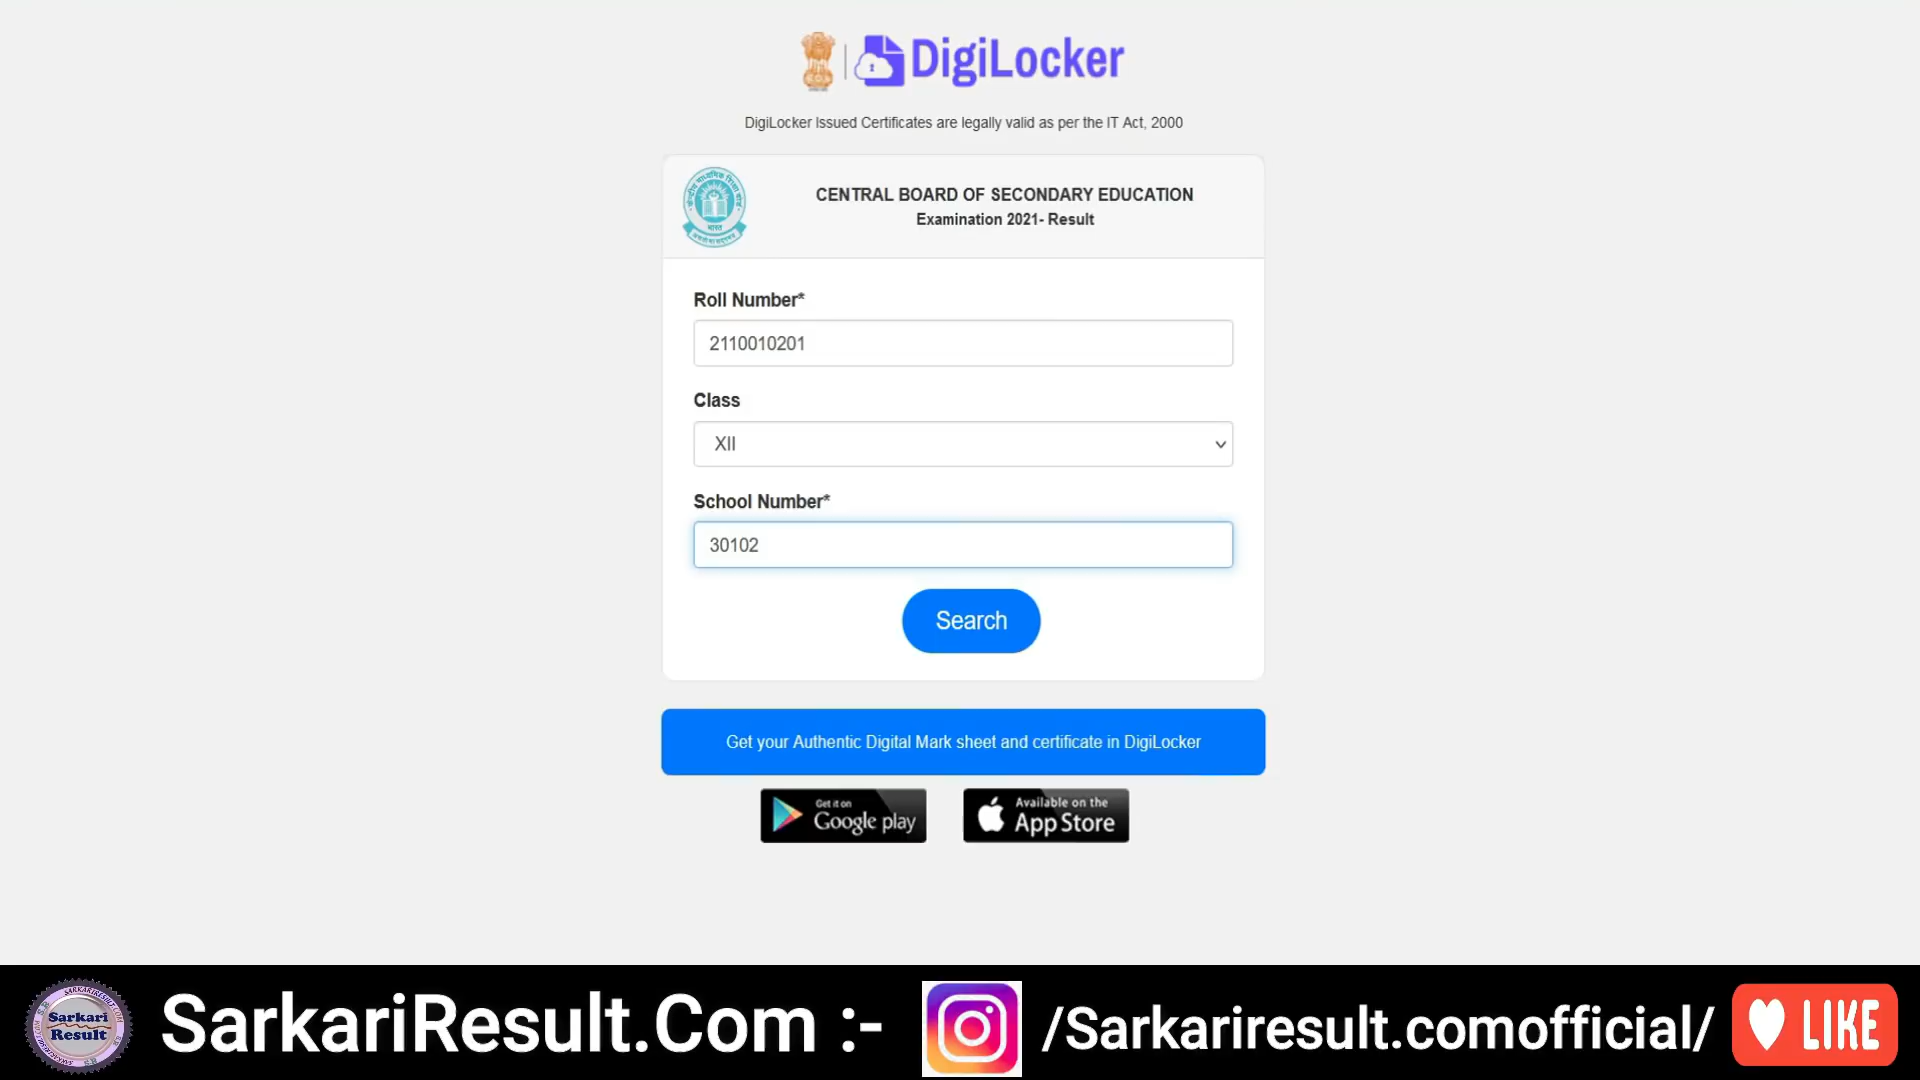 DigiLocker
DigiLocker Issued Certificates are legally valid as per the IT Act, 2000
CENTRAL BOARD OF SECONDARY EDUCATION
Examination 2021- Result
भारत
Roll Number*
2110010201
Class
XII
School Number*
30102
Search
Get your Authentic Digital Mark sheet and certificate in DigiLocker
Get it on
Google play
Available on the
App Store
Sarkari
Result
SarkariResult.Com :-
/Sarkariresult.comofficial/
LIKE